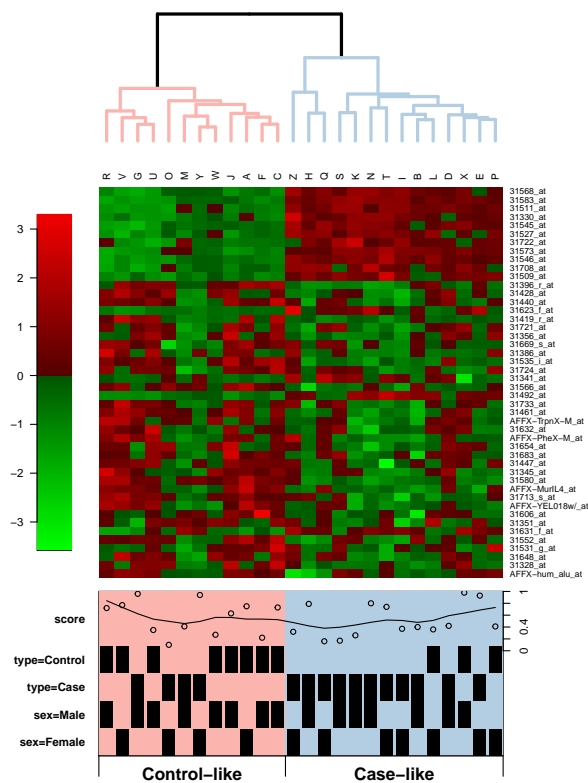 R V G U O M Y W J A F C Z H Q S K N T I B L D X E P
31568_at
31583_at
31511_at
31330_at
31545_at
31527_at
31722_at
31573_at
31546_at
31708_at
31509_at
31396_r_at
31428_at
31440_at
31623_f_at
31419_r_at
31721_at
31356_at
31669_s_at
31386_at
31535_i_at
31724_at
31341_at
31566_at
31492_at
31733_at
31461_at
AFFX-TrpnX-M_at
31632_at
AFFX-PheX-M_at
31654_at
31683_at
31447_at
31345_at
31580_at
AFFX-MurIL4_at
31713_s_at
AFFX-YEL018w/_at
31606_at
31351_at
31631_f_at
31552_at
31531_g_at
31648_at
31328_at
AFFX-hum_alu_at
3
2
1
0
−1
−2
−3
score
0 0.4 1
type=Control
type=Case
sex=Male
sex=Female
Control-like
Case-like